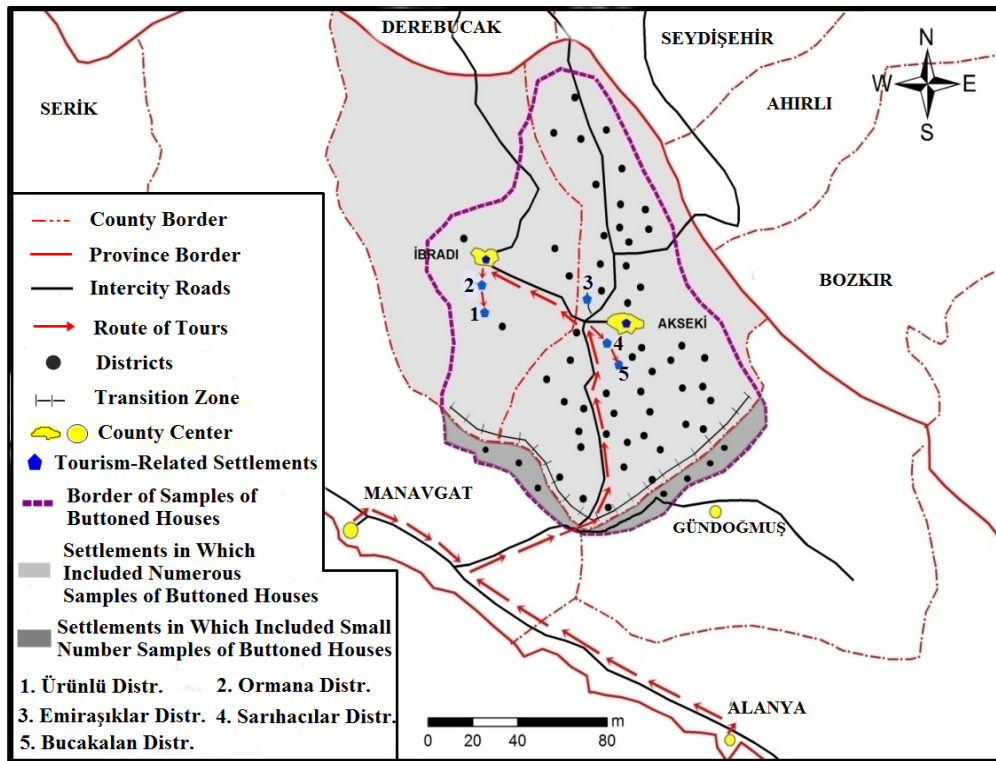 DEREBUCAK
SEYDİŞEHİR
N
W E
S
SERİK
AHIRLI
County Border
Province Border
Intercity Roads
Route of Tours
Districts
Transition Zone
County Center
Tourism-Related Settlements
Border of Samples of
Buttoned Houses
Settlements in Which
Included Numerous
Samples of Buttoned Houses
Settlements in Which Included Small
Number Samples of Buttoned Houses
1. Ürünlü Distr. 2. Ormana Distr.
3. Emiraşıklar Distr. 4. Sarıhacılar Distr.
5. Bucakalan Distr.
İBRADI
2
1
3
AKSEKİ
4
5
BOZKIR
MANAVGAT
GÜNDOĞMUŞ
ALANYA
m
0 20 40 80